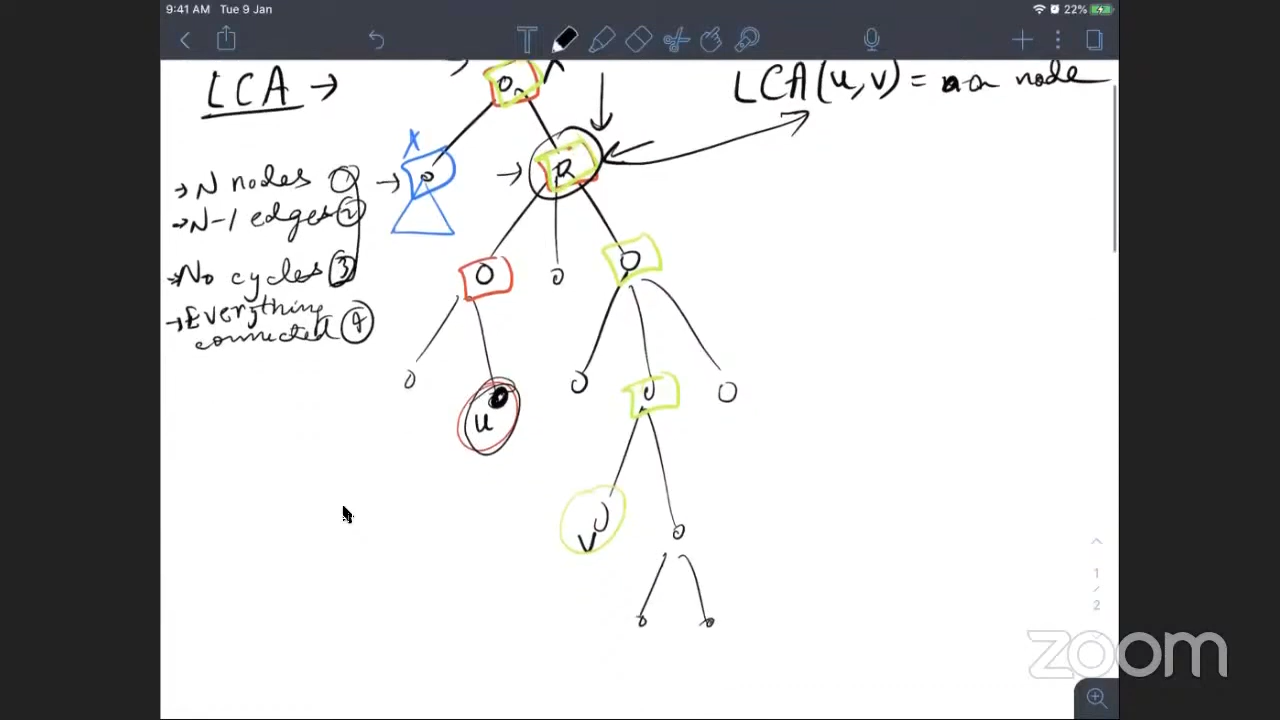 9:41 AM Tue 9 Jan
22%
T
LCA →
LCA(u, v) = a node
X
R
→ N nodes 1
→ N-1 edges 2
→ No cycles 3
→ Everything
connected 4
u
v
1
/
2
zoom